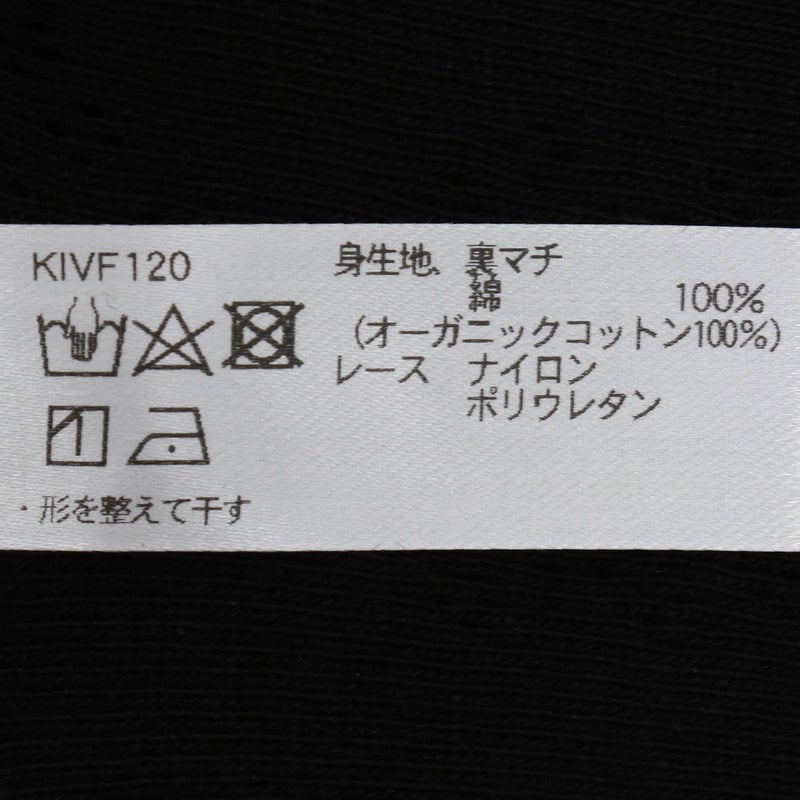 KIVF120
・形を整えて干す
身生地、裏マチ
綿 100%
(オーガニックコットン100%)
レース ナイロン
ポリウレタン